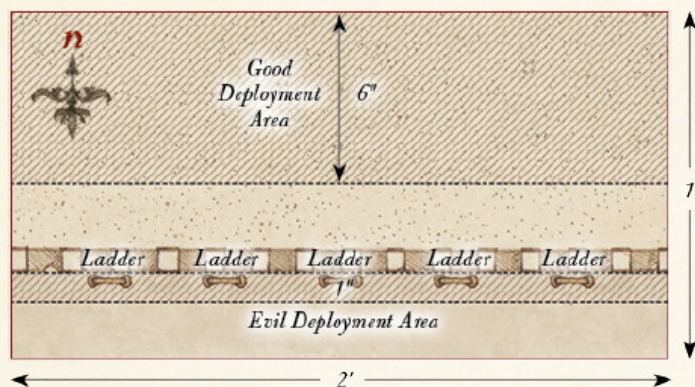 n
Good
Deployment
Area
6"
1
Ladder Ladder Ladder Ladder Ladder
1"
Evil Deployment Area
2'